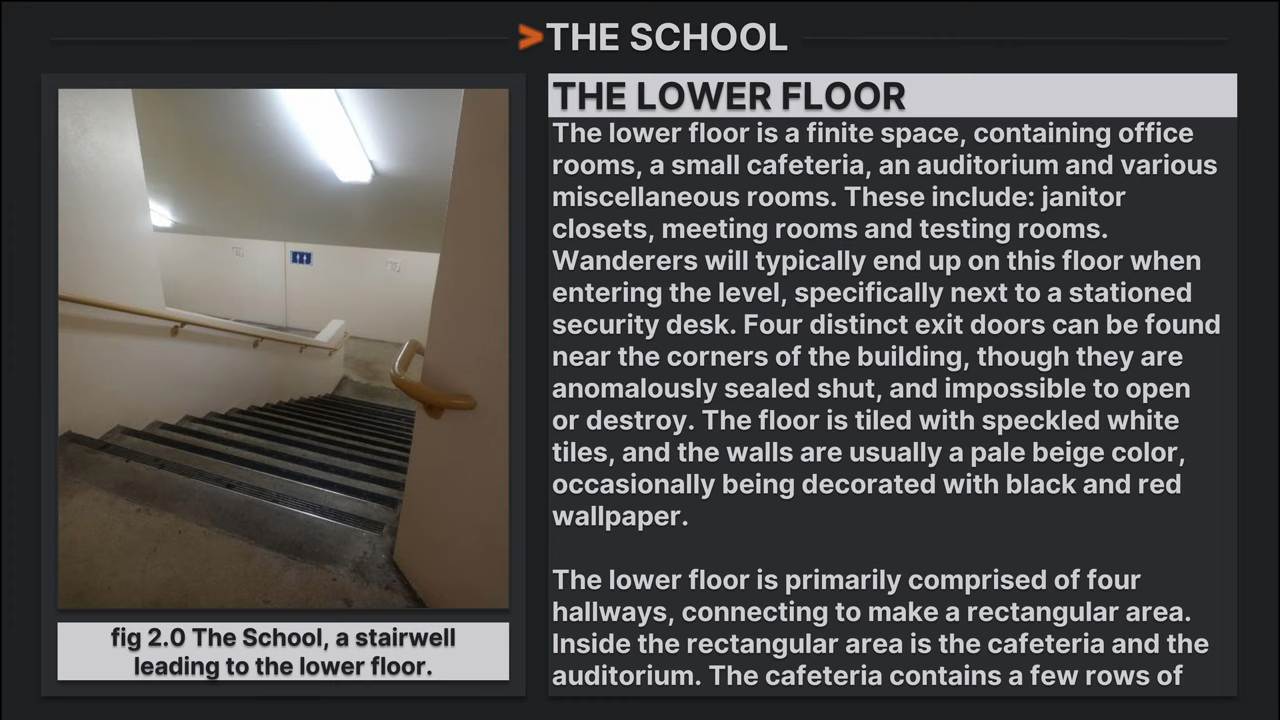 >THE SCHOOL
THE LOWER FLOOR
The lower floor is a finite space, containing office
rooms, a small cafeteria, an auditorium and various
miscellaneous rooms. These include: janitor
closets, meeting rooms and testing rooms.
Wanderers will typically end up on this floor when
entering the level, specifically next to a stationed
security desk. Four distinct exit doors can be found
near the corners of the building, though they are
anomalously sealed shut, and impossible to open
or destroy. The floor is tiled with speckled white
tiles, and the walls are usually a pale beige color,
occasionally being decorated with black and red
wallpaper.
The lower floor is primarily comprised of four
hallways, connecting to make a rectangular area.
Inside the rectangular area is the cafeteria and the
auditorium. The cafeteria contains a few rows of
fig 2.0 The School, a stairwell
leading to the lower floor.